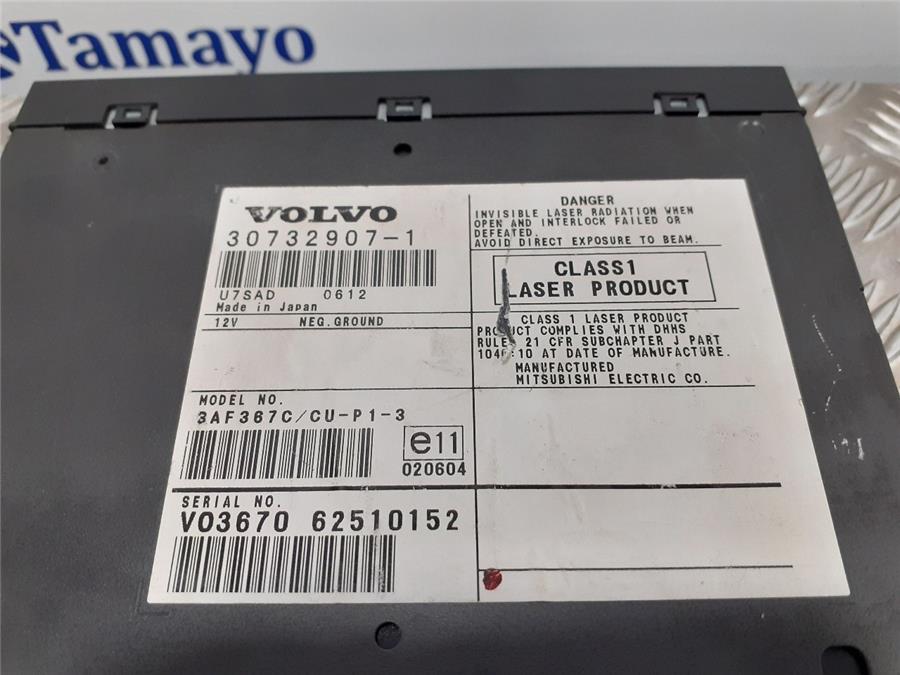 Tamayo
VOLVO
30732907-1
U7SAD 0612
Made in Japan
12V NEG.GROUND
MODEL NO.
3AF367C/CU-P1-3
e11
020604
SERIAL NO.
VO3670 62510152
DANGER
INVISIBLE LASER RADIATION WHEN
OPEN AND INTERLOCK FAILED OR
DEFEATED.
AVOID DIRECT EXPOSURE TO BEAM.
CLASS1
LASER PRODUCT
CLASS 1 LASER PRODUCT
PRODUCT COMPLIES WITH DHHS
RULES 21 CFR SUBCHAPTER J PART
1040.10 AT DATE OF MANUFACTURE.
MANUFACTURED
MITSUBISHI ELECTRIC CO.